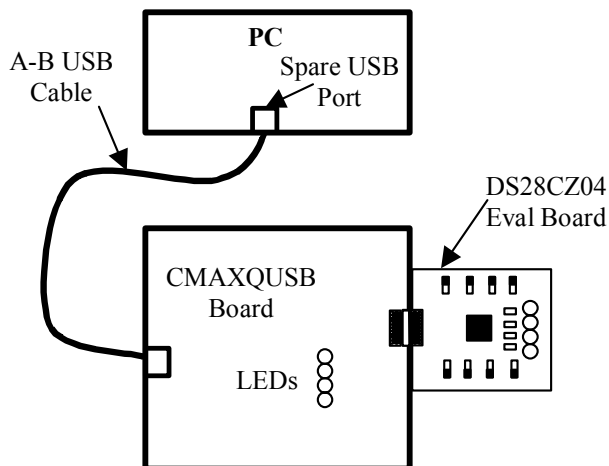 PC
A-B USB
Cable
Spare USB
Port
DS28CZ04
Eval Board
CMAXQUSB
Board
LEDs